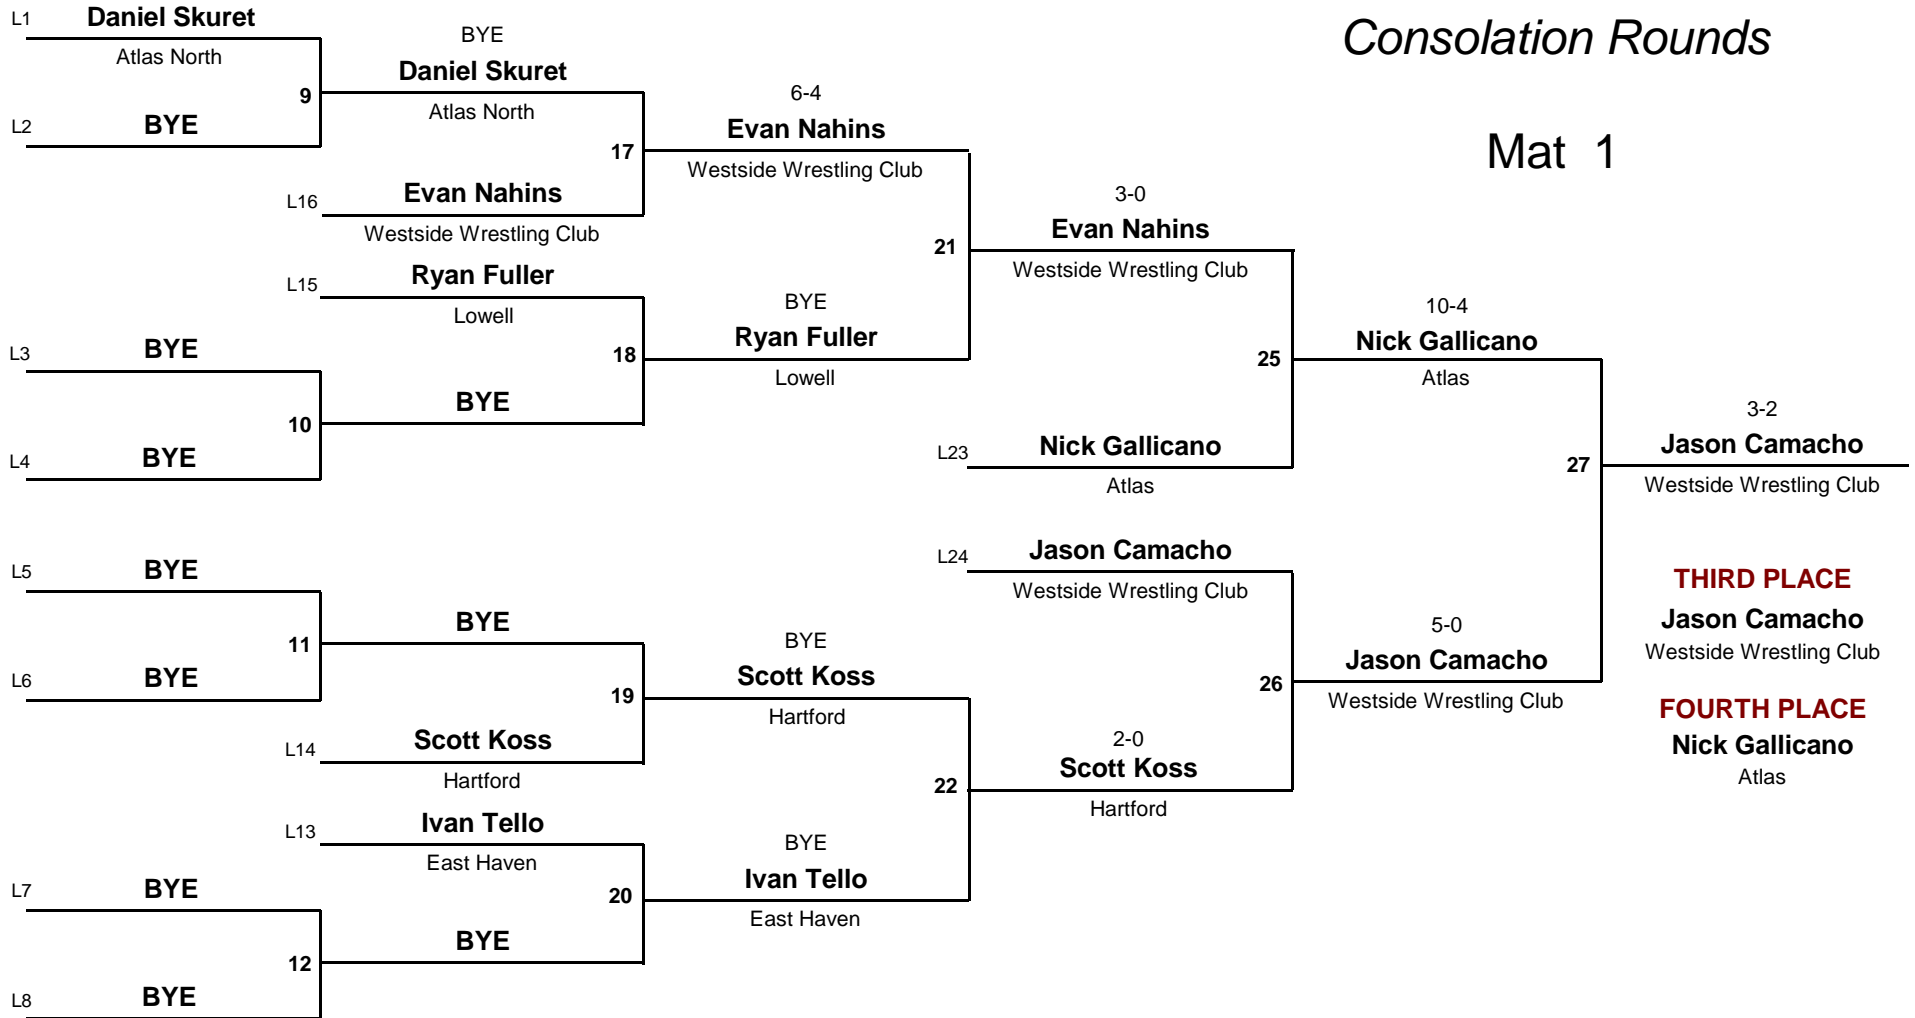 Consolation Rounds
Mat 1
L1
Daniel Skuret
Atlas North
9
L2
BYE
BYE
Daniel Skuret
Atlas North
17
L16
Evan Nahins
Westside Wrestling Club
6-4
Evan Nahins
Westside Wrestling Club
21
L15
Ryan Fuller
Lowell
18
BYE
Ryan Fuller
Lowell
L3
BYE
10
BYE
L4
BYE
3-0
Evan Nahins
Westside Wrestling Club
25
L23
Nick Gallicano
Atlas
10-4
Nick Gallicano
Atlas
27
3-2
Jason Camacho
Westside Wrestling Club
L5
BYE
11
BYE
L6
BYE
19
L14
Scott Koss
Hartford
BYE
Scott Koss
Hartford
22
L13
Ivan Tello
East Haven
20
BYE
Ivan Tello
East Haven
L7
BYE
12
BYE
L8
BYE
L24
Jason Camacho
Westside Wrestling Club
26
2-0
Scott Koss
Hartford
5-0
Jason Camacho
Westside Wrestling Club
THIRD PLACE
Jason Camacho
Westside Wrestling Club
FOURTH PLACE
Nick Gallicano
Atlas